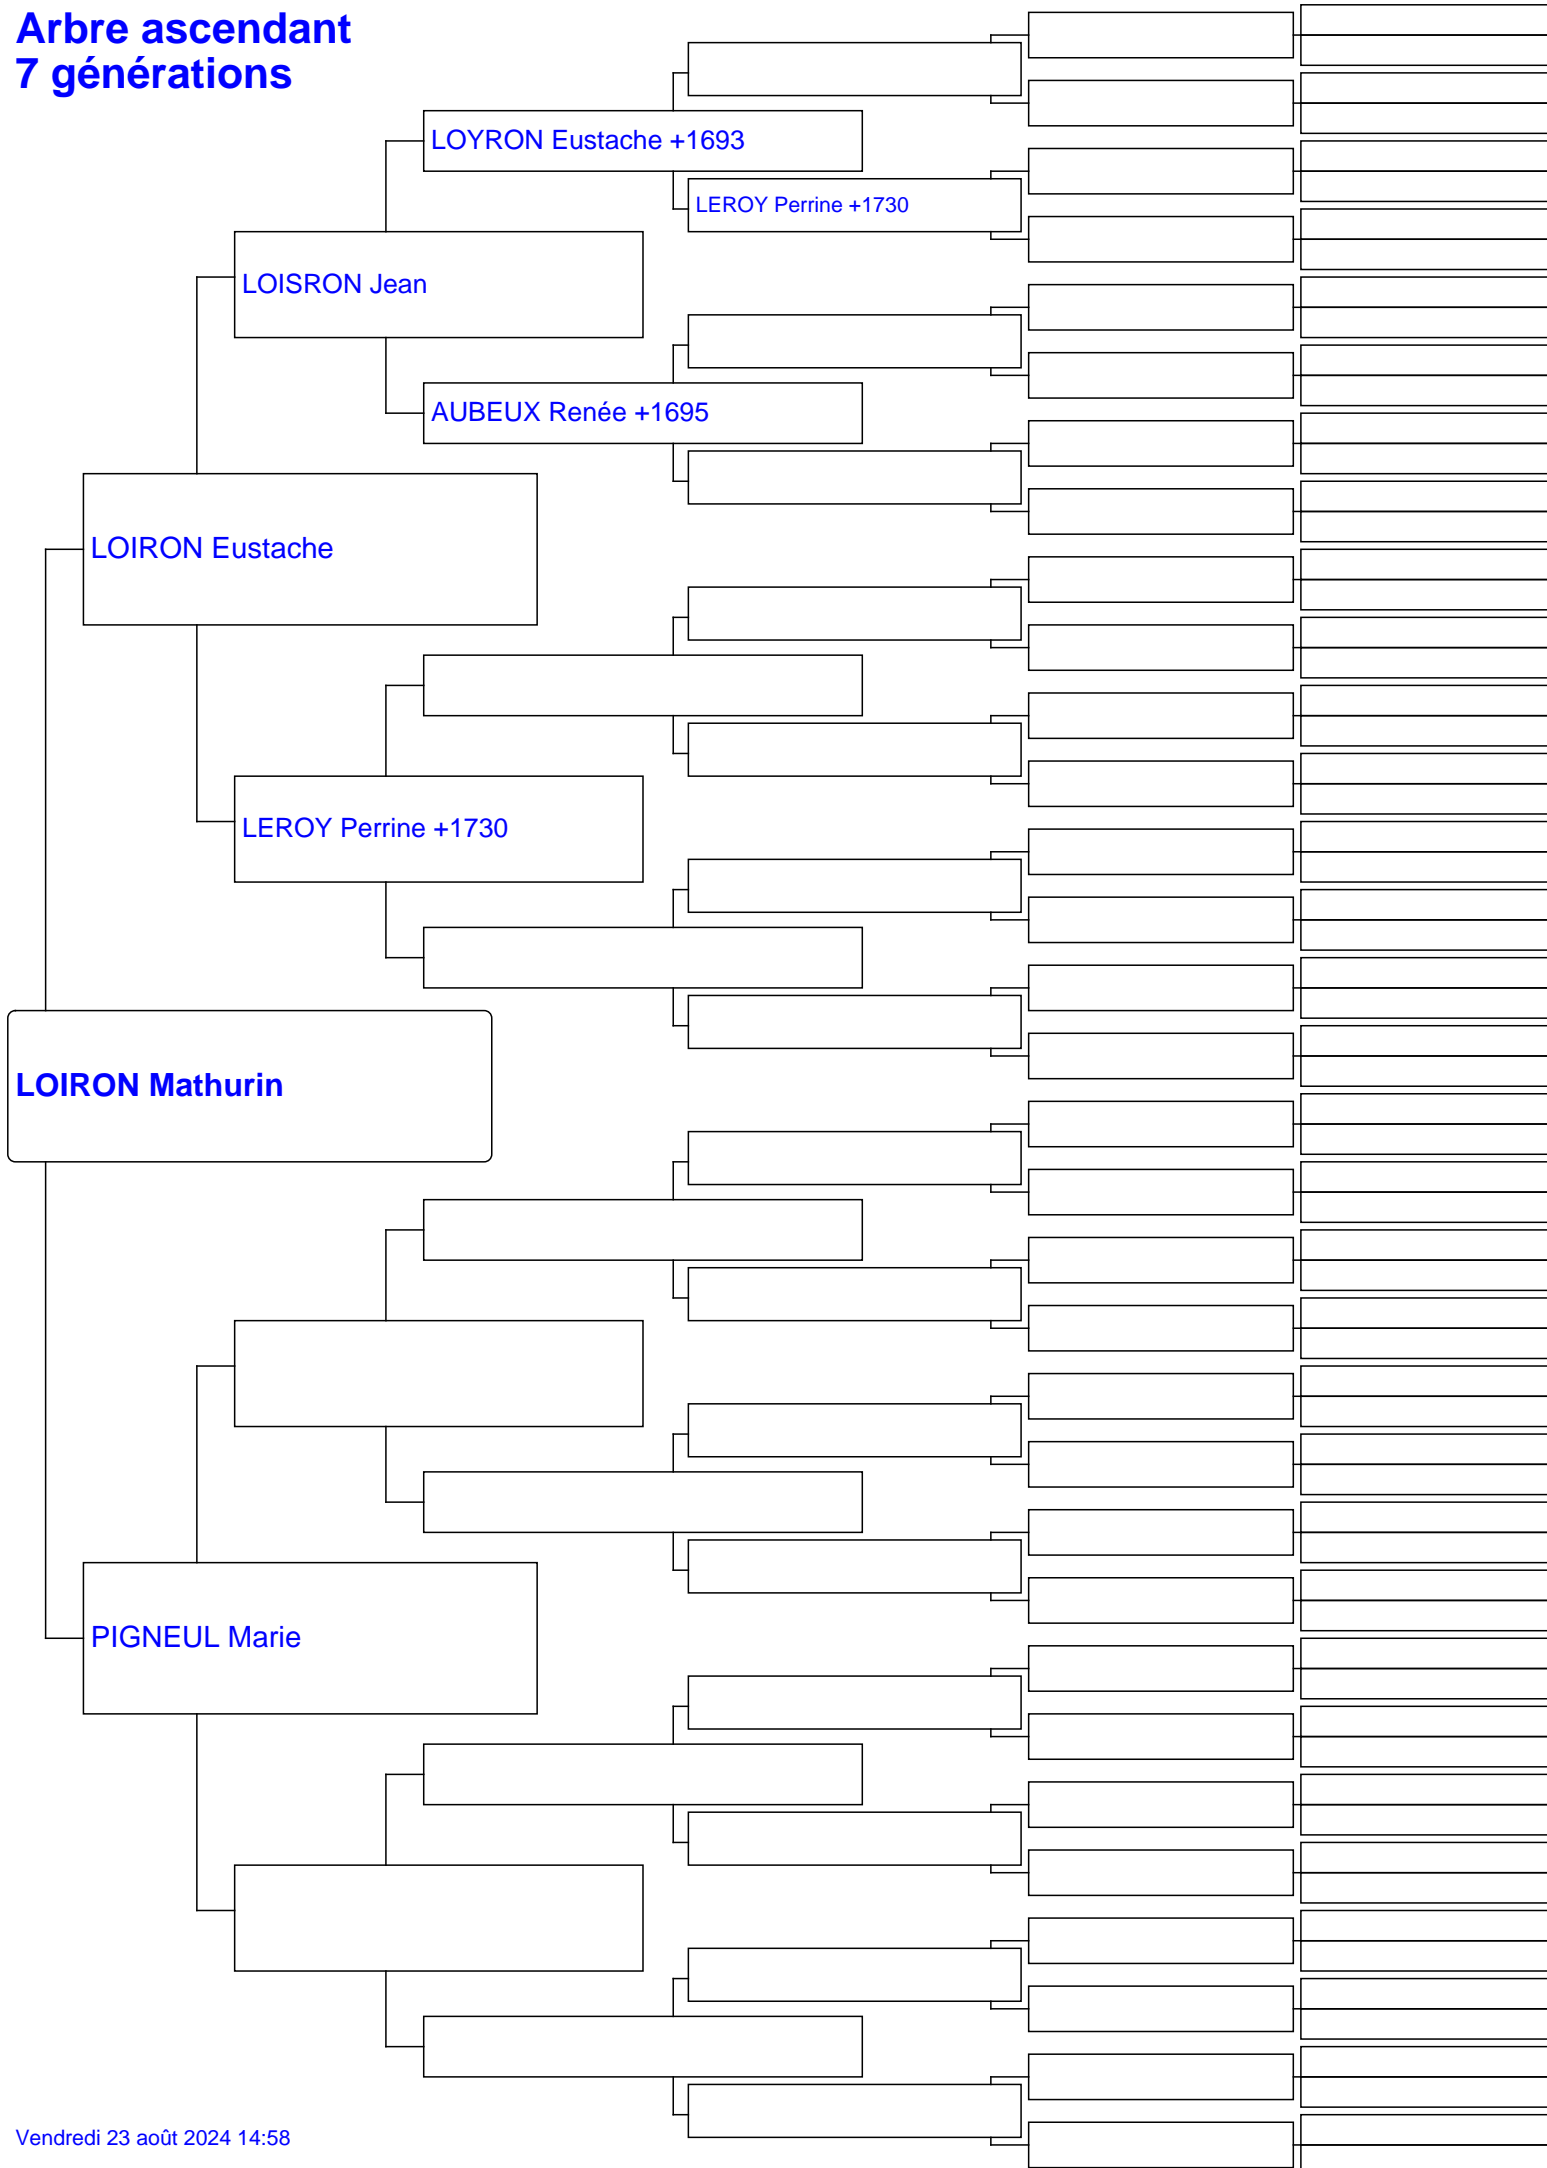 Arbre ascendant
7 générations
LOYRON Eustache +1693
LEROY Perrine +1730
LOISRON Jean
AUBEUX Renée +1695
LOIRON Eustache
LEROY Perrine +1730
LOIRON Mathurin
PIGNEUL Marie
Vendredi 23 août 2024 14:58